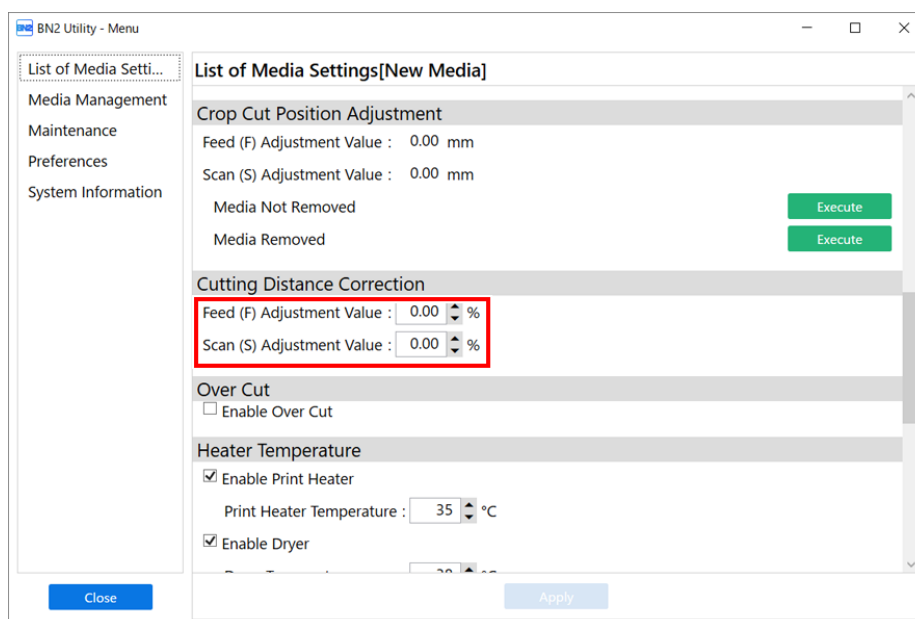 BN2 BN2 Utility - Menu
List of Media Setti...
Media Management
Maintenance
Preferences
System Information
Close
List of Media Settings[New Media]
Crop Cut Position Adjustment
Feed (F) Adjustment Value : 0.00 mm
Scan (S) Adjustment Value : 0.00 mm
Media Not Removed Execute
Media Removed Execute
Cutting Distance Correction
Feed (F) Adjustment Value : 0.00 %
Scan (S) Adjustment Value : 0.00 %
Over Cut
Enable Over Cut
Heater Temperature
Enable Print Heater
Print Heater Temperature : 35 °C
Enable Dryer
Apply